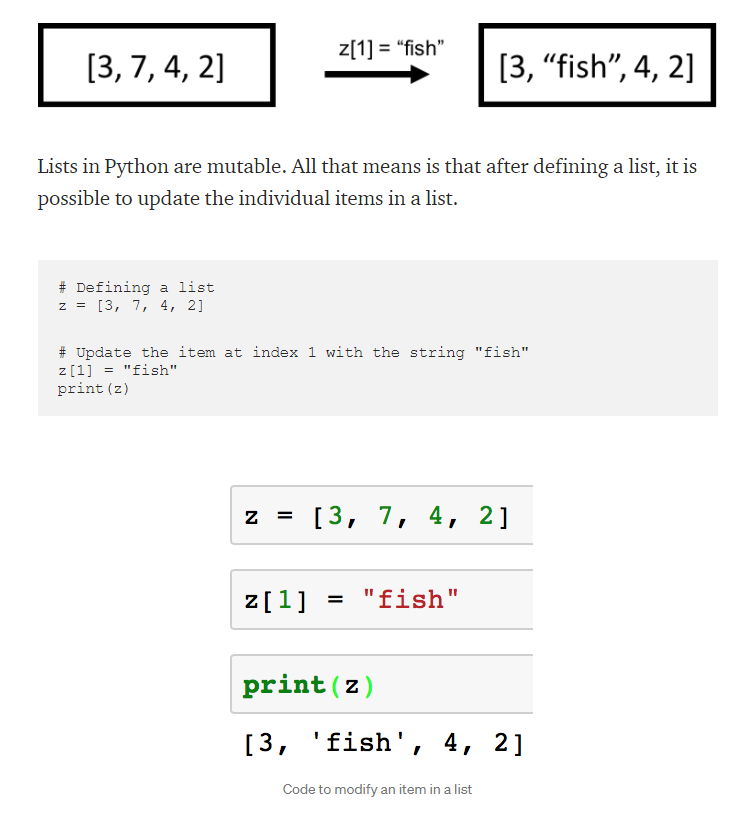 [3, 7, 4, 2]
z[1] = “fish”
[3, “fish”, 4, 2]
Lists in Python are mutable. All that means is that after defining a list, it is
possible to update the individual items in a list.
# Defining a list
z = [3, 7, 4, 2]
# Update the item at index 1 with the string "fish"
z[1] = "fish"
print(z)
z = [3, 7, 4, 2]
z[1] = "fish"
print(z)
[3, 'fish', 4, 2]
Code to modify an item in a list